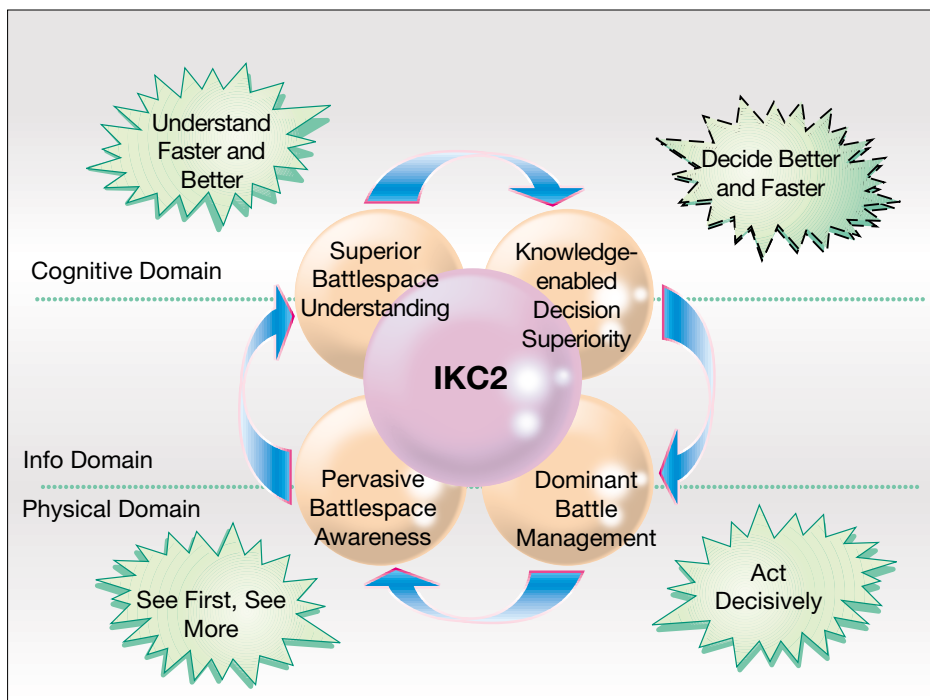 Understand
Faster and
Better
Decide Better
and Faster
Superior
Battlespace
Understanding
Knowledge-
enabled
Decision
Superiority
Cognitive Domain
IKC2
Info Domain
Physical Domain
Pervasive
Battlespace
Awareness
Dominant
Battle
Management
See First, See
More
Act
Decisively